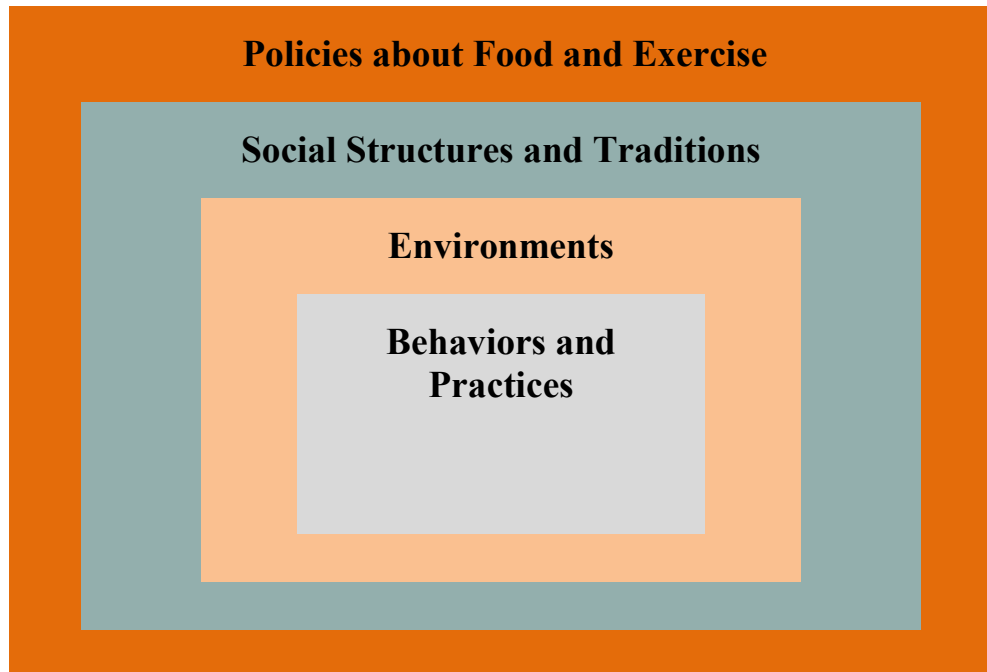 Policies about Food and Exercise
Social Structures and Traditions
Environments
Behaviors and
Practices